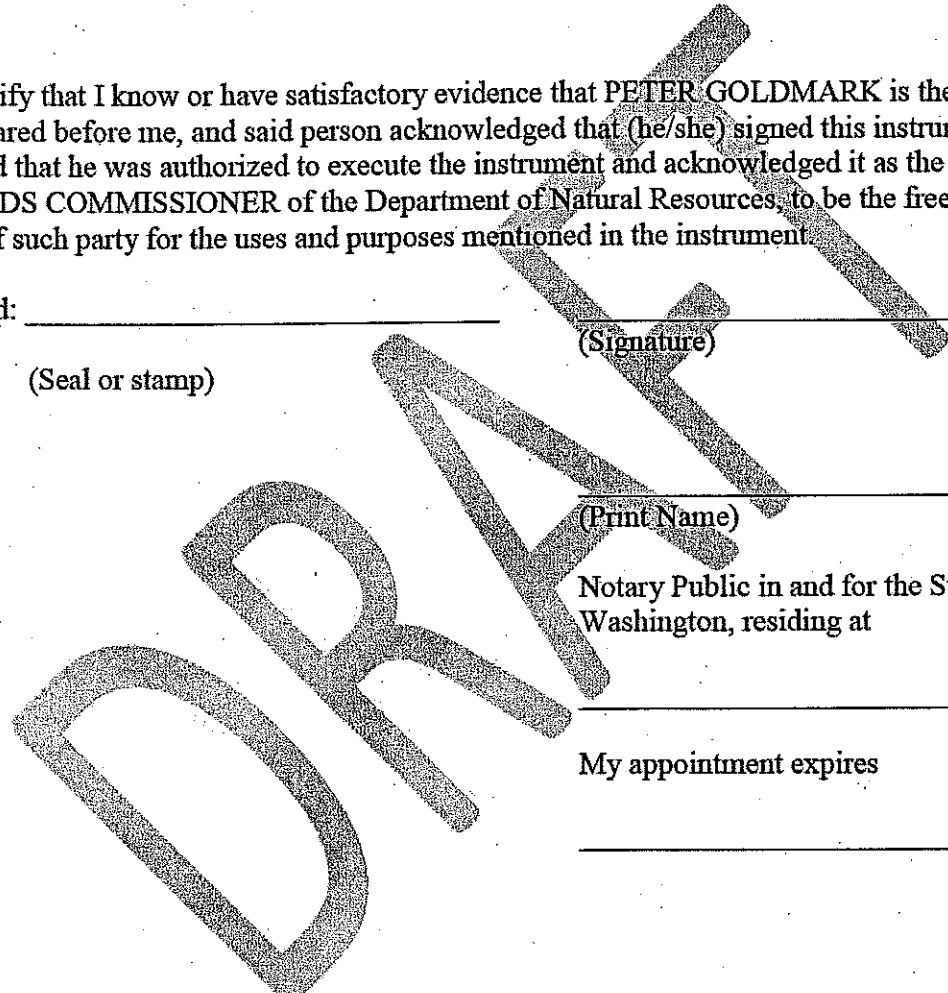 ify that I know or have satisfactory evidence that PETER GOLDMARK is the
ared before me, and said person acknowledged that (he/she) signed this instrum
d that he was authorized to execute the instrument and acknowledged it as the
DS COMMISSIONER of the Department of Natural Resources, to be the free
f such party for the uses and purposes mentioned in the instrument.
d:
(Signature)
(Seal or stamp)
(Print Name)
Notary Public in and for the S
Washington, residing at
My appointment expires
DRAFT